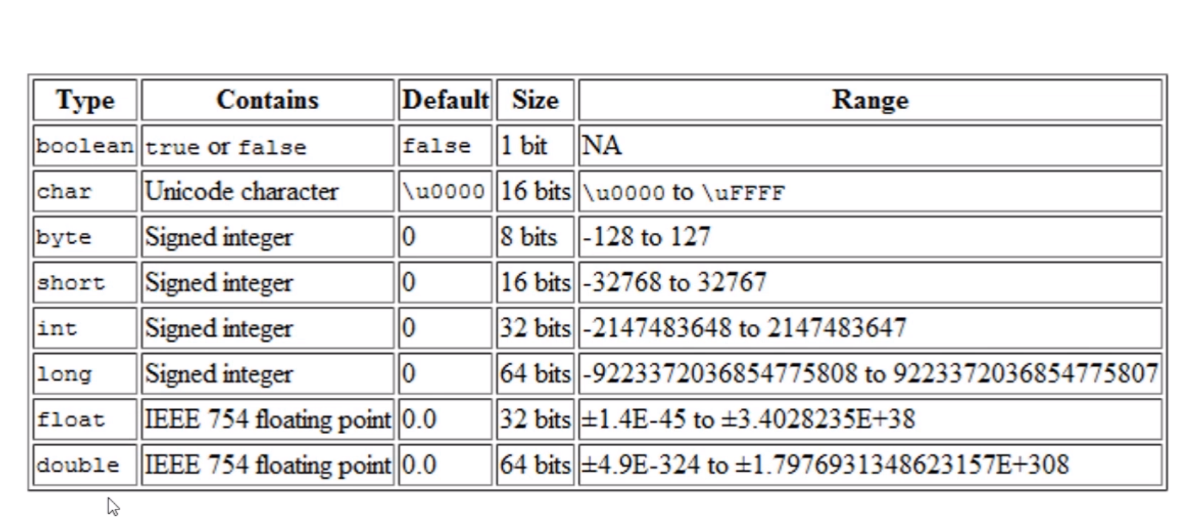 Type Contains Default Size Range
boolean true or false false 1 bit NA
char Unicode character \u0000 16 bits \u0000 to \uFFFF
byte Signed integer 0 8 bits -128 to 127
short Signed integer 0 16 bits -32768 to 32767
int Signed integer 0 32 bits -2147483648 to 2147483647
long Signed integer 0 64 bits -9223372036854775808 to 9223372036854775807
float IEEE 754 floating point 0.0 32 bits ±1.4E-45 to ±3.4028235E+38
double IEEE 754 floating point 0.0 64 bits ±4.9E-324 to ±1.7976931348623157E+308